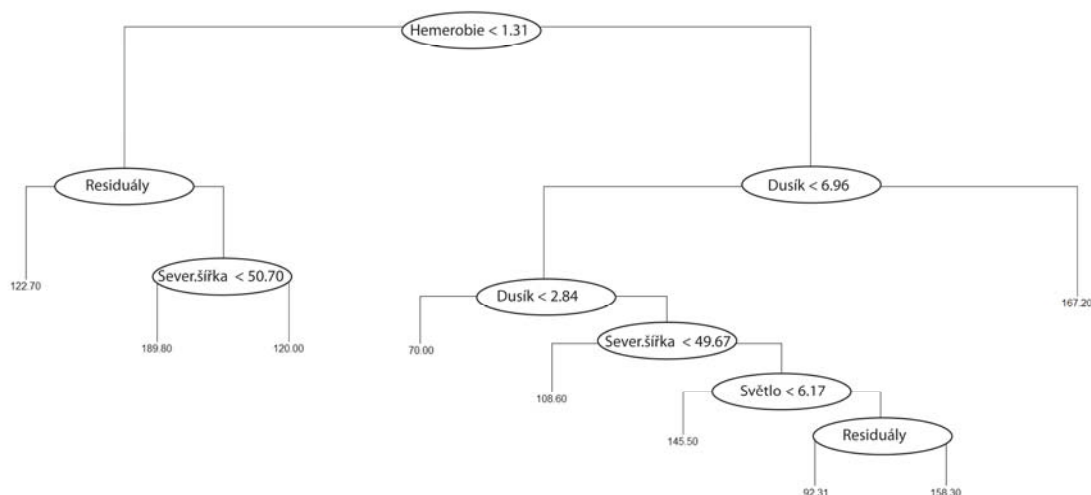 Hemerobie < 1.31
Residuály
Dusík < 6.96
Sever.šířka < 50.70
122.70
Dusík < 2.84
167.20
189.80
120.00
70.00
Sever.šířka < 49.67
108.60
Světlo < 6.17
145.50
Residuály
92.31
158.30